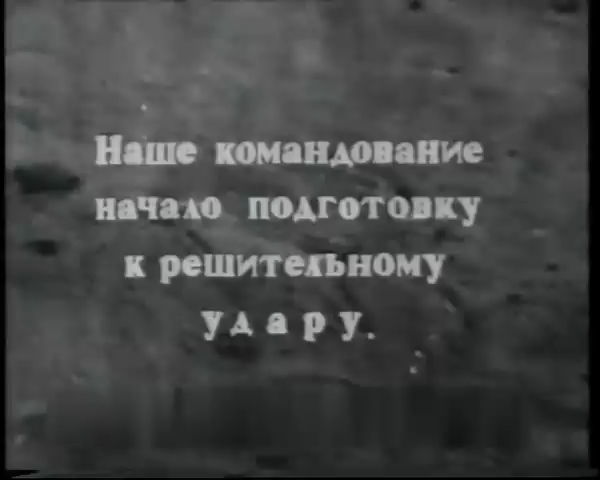 Наше командование
начало подготовку
к решительному
удару.